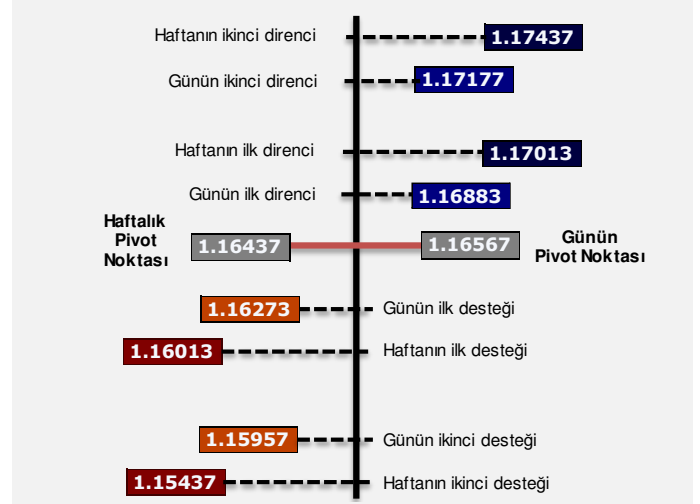 Haftanın ikinci direnci
1.17437
Günün ikinci direnci
1.17177
Haftanın ilk direnci
1.17013
Günün ilk direnci
1.16883
Haftalık
Pivot
Noktası
1.16437
1.16567
Günün
Pivot Noktası
1.16273
Günün ilk desteği
1.16013
Haftanın ilk desteği
1.15957
Günün ikinci desteği
1.15437
Haftanın ikinci desteği